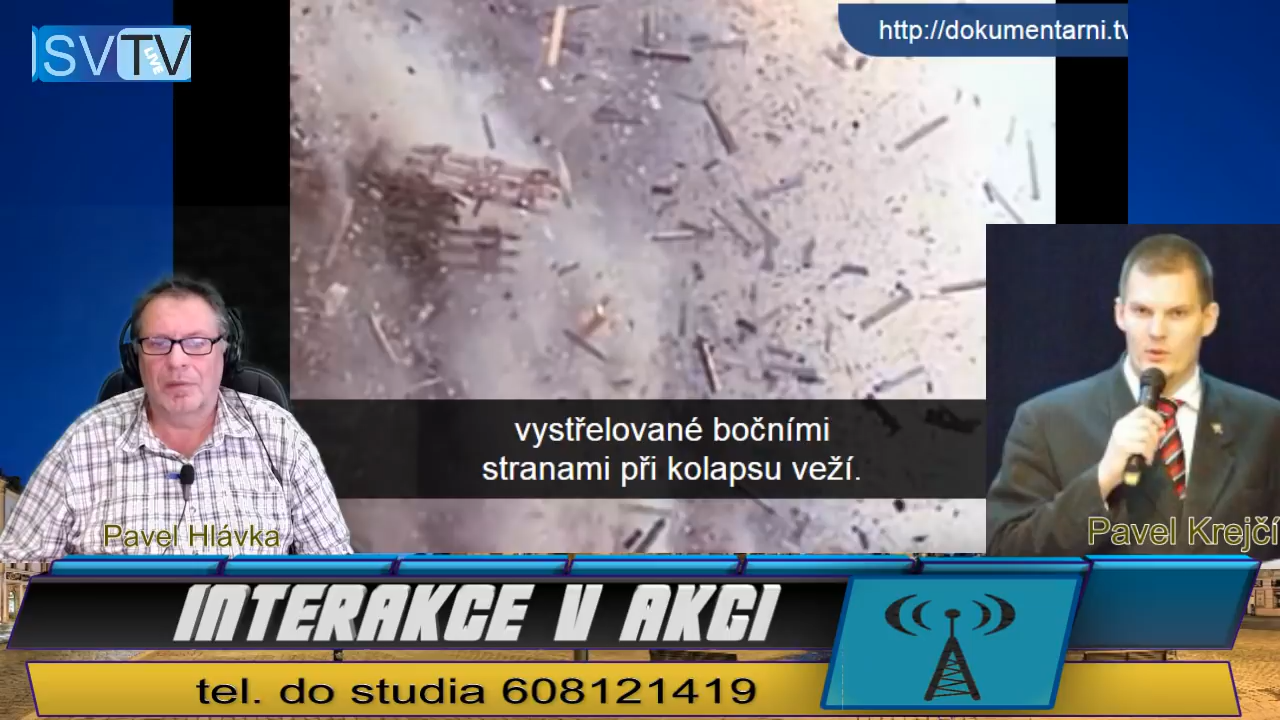 SVTV
LIVE
http://dokumentarni.tv
vystřelované bočními
stranami při kolapsu veží.
Pavel Hlávka
Pavel Krejčí
INTERAKCE V AKCI
tel. do studia 608121419